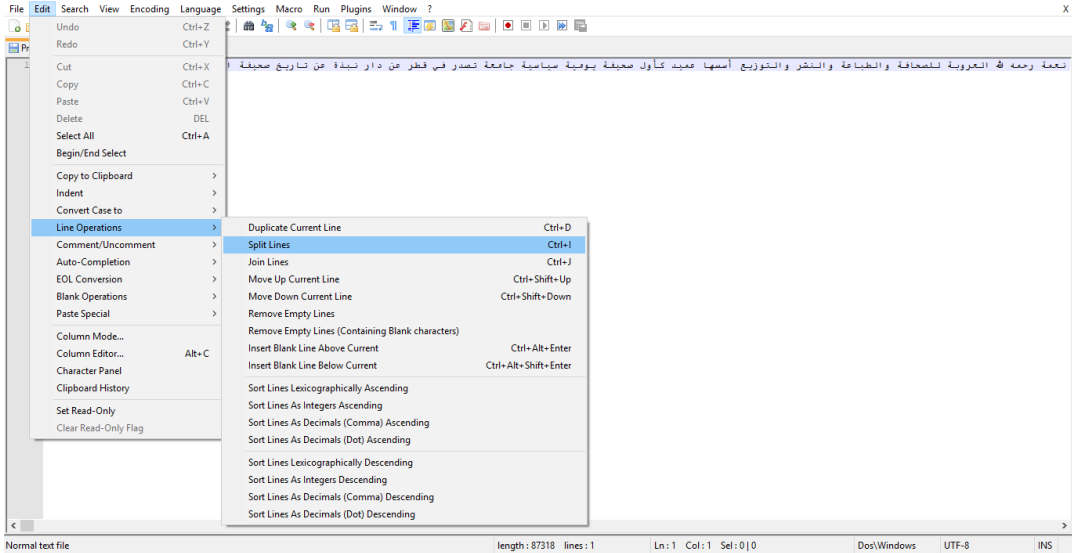 File Edit Search View Encoding Language Settings Macro Run Plugins Window ? X
Undo Ctrl+Z
Redo Ctrl+Y
Cut Ctrl+X
Copy Ctrl+C
Paste Ctrl+V
Delete DEL
Select All Ctrl+A
Begin/End Select
Copy to Clipboard
Indent
Convert Case to
Line Operations
Comment/Uncomment
Auto-Completion
EOL Conversion
Blank Operations
Paste Special
Column Mode...
Column Editor... Alt+C
Character Panel
Clipboard History
Set Read-Only
Clear Read-Only Flag
Pr
1
نعمة رحمه الله العروبة للصحافة والطباعة والنشر والتوزيع أسسها عميد كأول صحيفة يومية سياسية جامعة تصدر في قطر عن دار نبذة عن تاريخ صحيفة ا
Duplicate Current Line Ctrl+D
Split Lines Ctrl+I
Join Lines Ctrl+J
Move Up Current Line Ctrl+Shift+Up
Move Down Current Line Ctrl+Shift+Down
Remove Empty Lines
Remove Empty Lines (Containing Blank characters)
Insert Blank Line Above Current Ctrl+Alt+Enter
Insert Blank Line Below Current Ctrl+Alt+Shift+Enter
Sort Lines Lexicographically Ascending
Sort Lines As Integers Ascending
Sort Lines As Decimals (Comma) Ascending
Sort Lines As Decimals (Dot) Ascending
Sort Lines Lexicographically Descending
Sort Lines As Integers Descending
Sort Lines As Decimals (Comma) Descending
Sort Lines As Decimals (Dot) Descending
Normal text file length : 87318 lines : 1 Ln : 1 Col : 1 Sel : 0 | 0 Dos\Windows UTF-8 INS